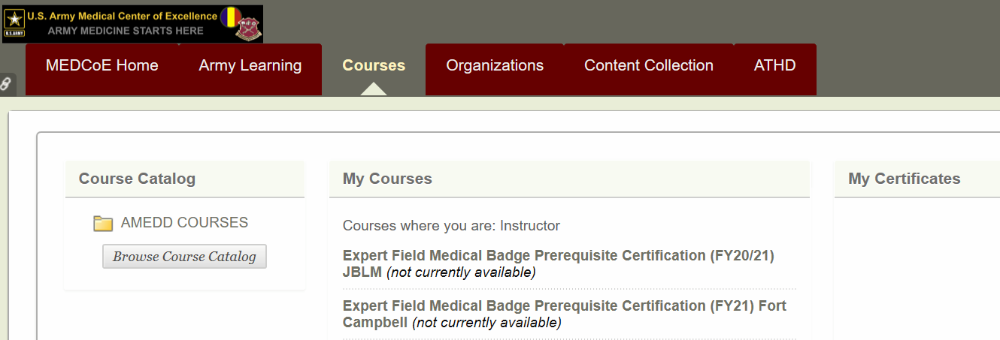 U.S. Army Medical Center of Excellence
ARMY MEDICINE STARTS HERE
U.S.ARMY
MEDCoE Home
Army Learning
Courses
Organizations
Content Collection
ATHD
Course Catalog
AMEDD COURSES
Browse Course Catalog
My Courses
Courses where you are: Instructor
Expert Field Medical Badge Prerequisite Certification (FY20/21)
JBLM (not currently available)
Expert Field Medical Badge Prerequisite Certification (FY21) Fort
Campbell (not currently available)
My Certificates